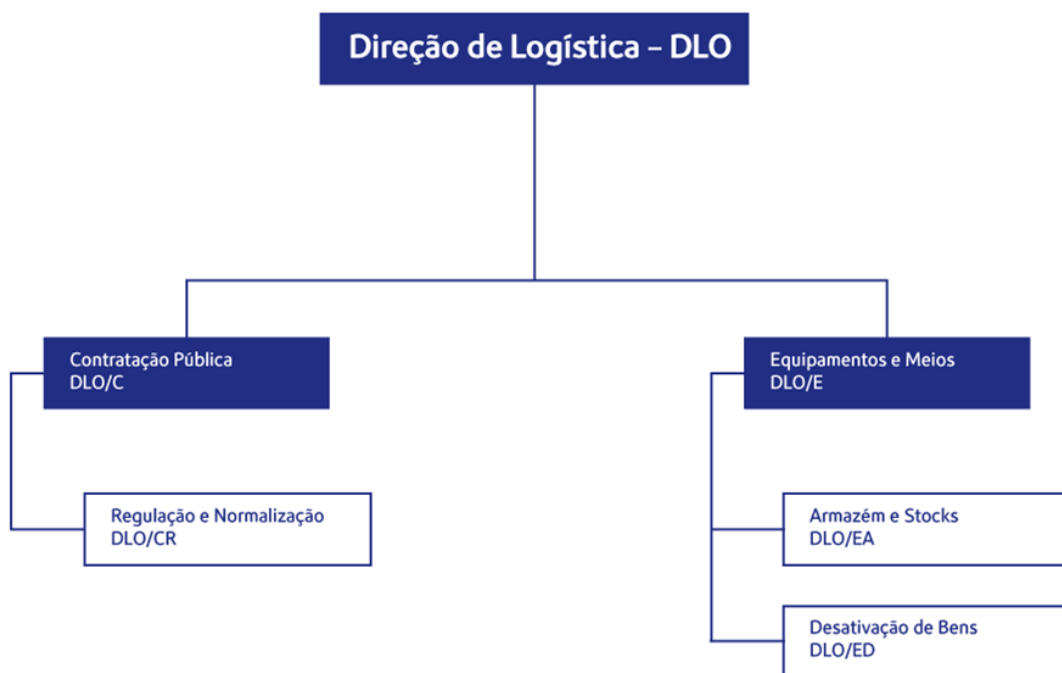 Direção de Logística – DLO
Contratação Pública
DLO/C
Equipamentos e Meios
DLO/E
Regulação e Normalização
DLO/CR
Armazém e Stocks
DLO/EA
Desativação de Bens
DLO/ED